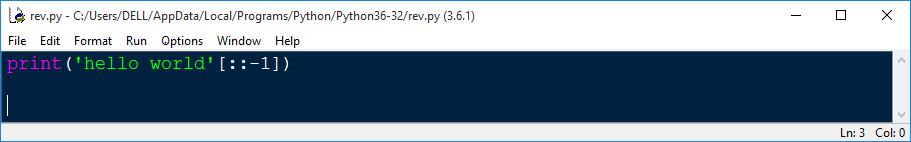 rev.py - C:/Users/DELL/AppData/Local/Programs/Python/Python36-32/rev.py (3.6.1)
File Edit Format Run Options Window Help
print('hello world'[::-1])
Ln: 3 Col: 0